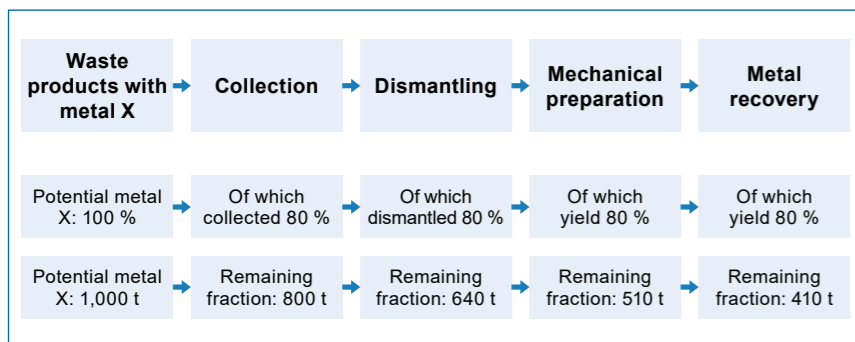 Waste
products with
metal X
Collection
Dismantling
Mechanical
preparation
Metal
recovery
Potential metal
X: 100 %
Of which
collected 80 %
Of which
dismantled 80 %
Of which
yield 80 %
Of which
yield 80 %
Potential metal
X: 1,000 t
Remaining
fraction: 800 t
Remaining
fraction: 640 t
Remaining
fraction: 510 t
Remaining
fraction: 410 t